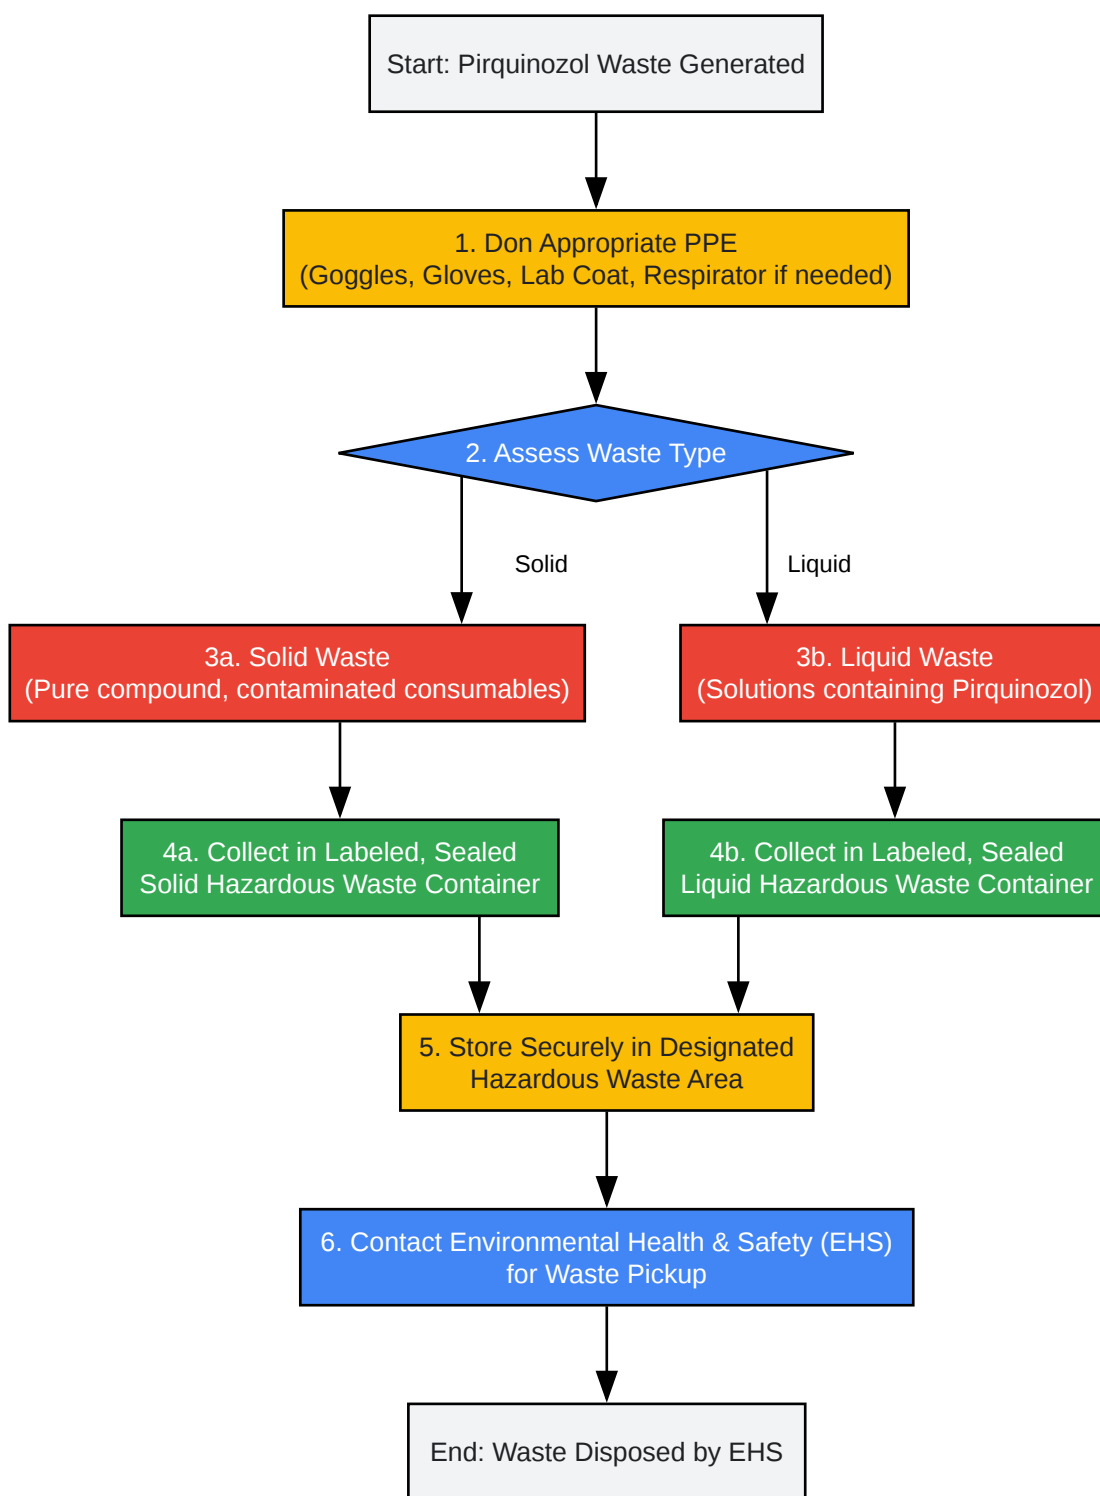 Start: Pirquinozol Waste Generated
1. Don Appropriate PPE
(Goggles, Gloves, Lab Coat, Respirator if needed)
2. Assess Waste Type
Solid
Liquid
3a. Solid Waste
(Pure compound, contaminated consumables)
3b. Liquid Waste
(Solutions containing Pirquinozol)
4a. Collect in Labeled, Sealed
Solid Hazardous Waste Container
4b. Collect in Labeled, Sealed
Liquid Hazardous Waste Container
5. Store Securely in Designated
Hazardous Waste Area
6. Contact Environmental Health & Safety (EHS)
for Waste Pickup
End: Waste Disposed by EHS